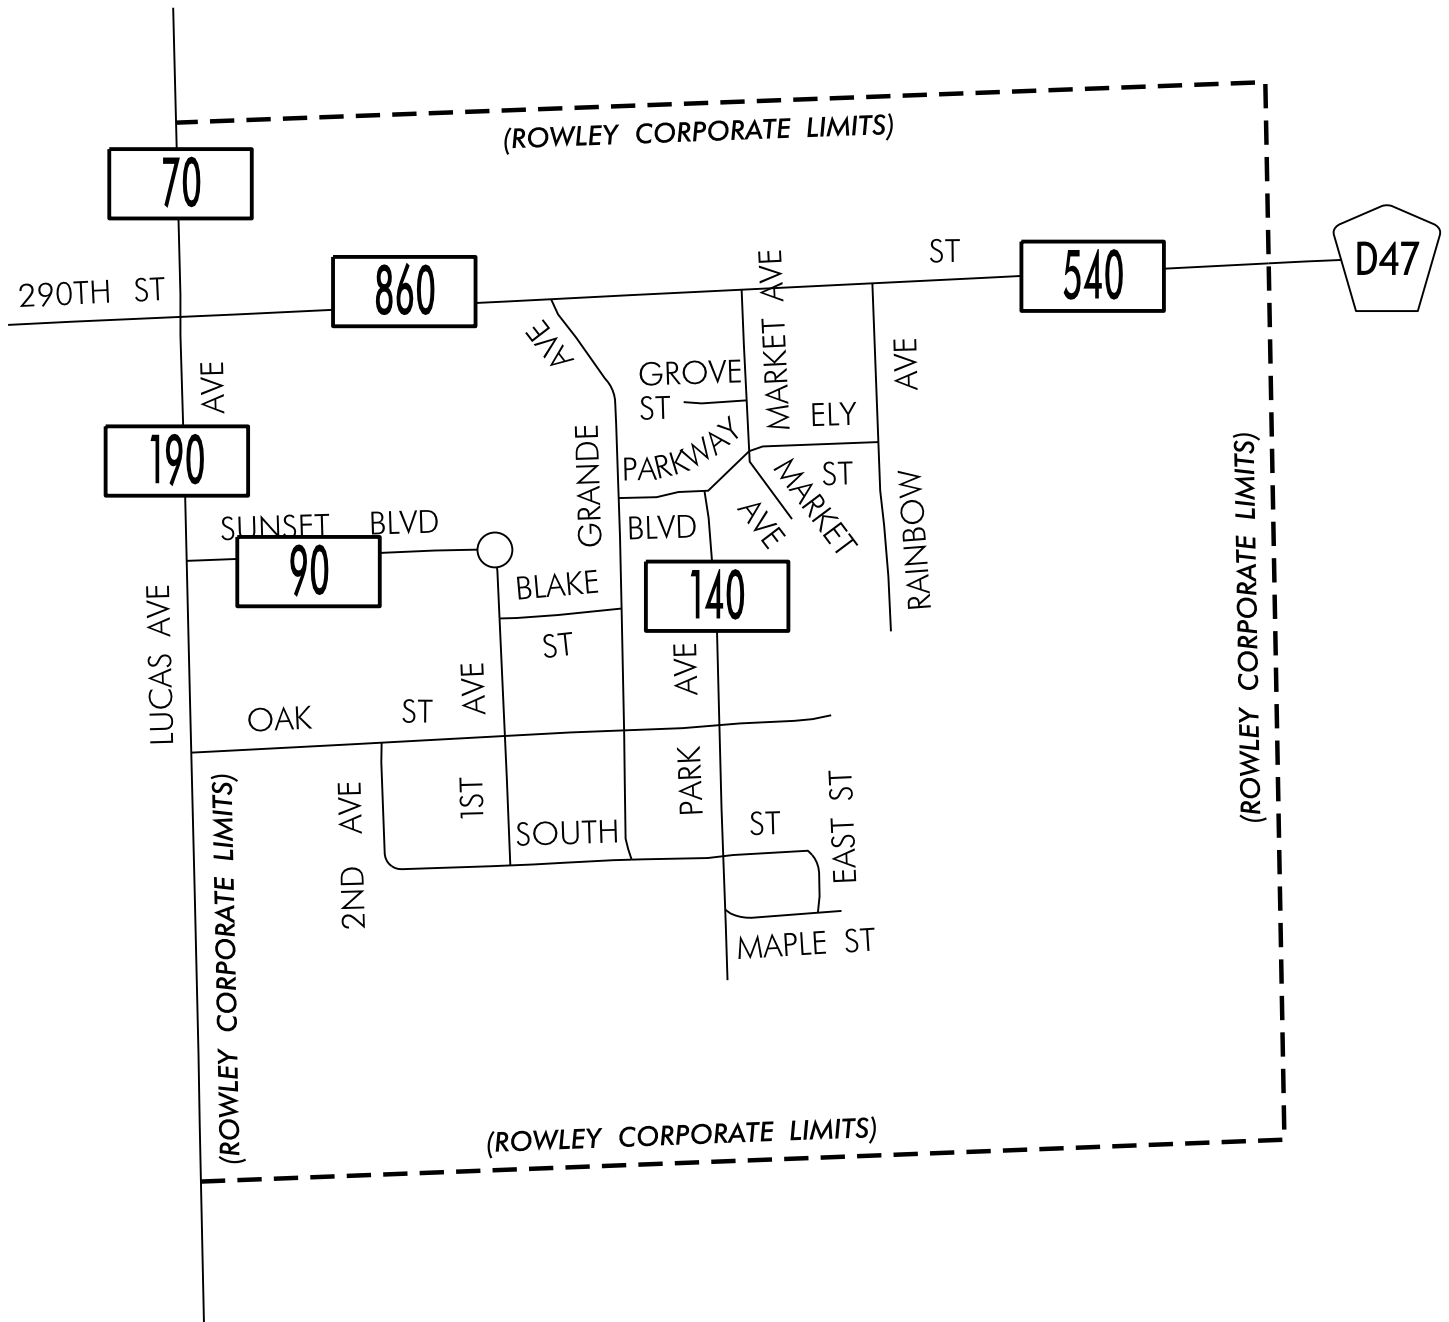 (ROWLEY CORPORATE LIMITS)
70
D47
ST
540
290TH ST
860
MARKET AVE
AVE
AVE
AVE
GROVE
ST
ELY
190
GRANDE
PARKWAY
ST
MARKET
AVE
RAINBOW
(ROWLEY CORPORATE LIMITS)
SUNSET BLVD
BLVD
90
BLAKE
ST
140
LUCAS AVE
AVE
AVE
OAK ST
(ROWLEY CORPORATE LIMITS)
2ND AVE
1ST
PARK
SOUTH ST
EAST ST
(ROWLEY CORPORATE LIMITS)
MAPLE ST
(ROWLEY CORPORATE LIMITS)